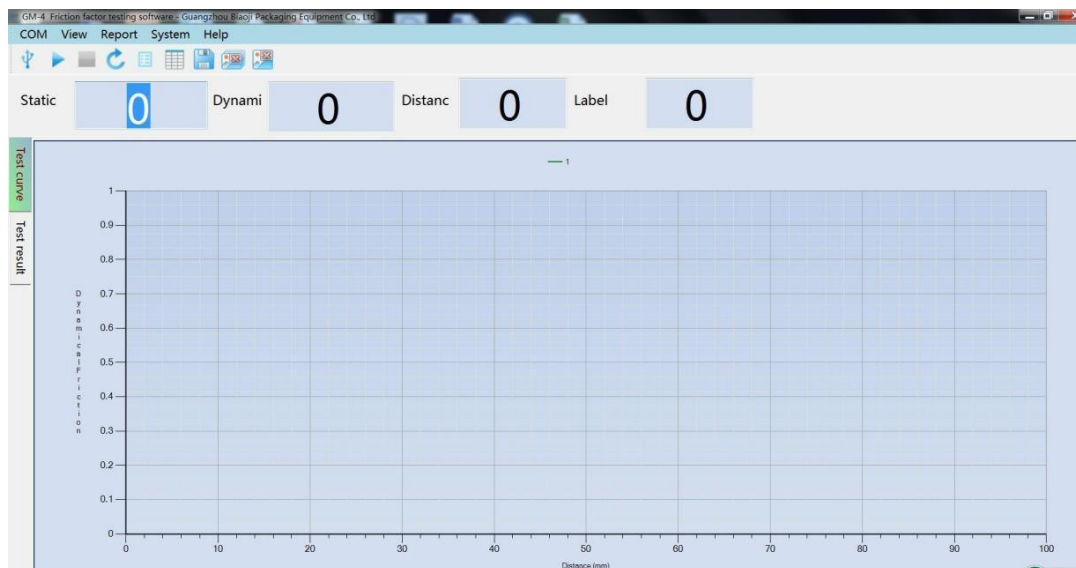 GM-4 Friction factor testing software - Guangzhou Biaoji Packaging Equipment Co., Ltd
COM View Report System Help
Static 0 Dynami 0 Distanc 0 Label 0
Test curve
Test result
1
1
0.9
0.8
0.7
0.6
0.5
0.4
0.3
0.2
0.1
0
DynamicalFriction
0 10 20 30 40 50 60 70 80 90 100
Distance (mm)